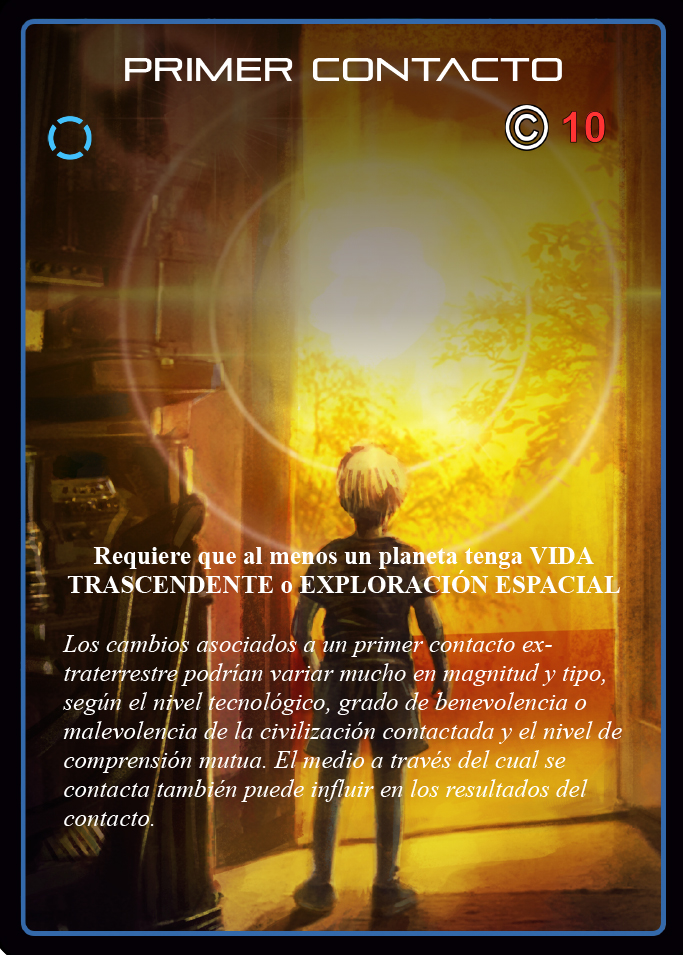 PRIMER CONTACTO
© 10
Requiere que al menos un planeta tenga VIDA
TRASCENDENTE o EXPLORACIÓN ESPACIAL
Los cambios asociados a un primer contacto ex-
traterrestre podrían variar mucho en magnitud y tipo,
según el nivel tecnológico, grado de benevolencia o
malevolencia de la civilización contactada y el nivel de
comprensión mutua. El medio a través del cual se
contacta también puede influir en los resultados del
contacto.